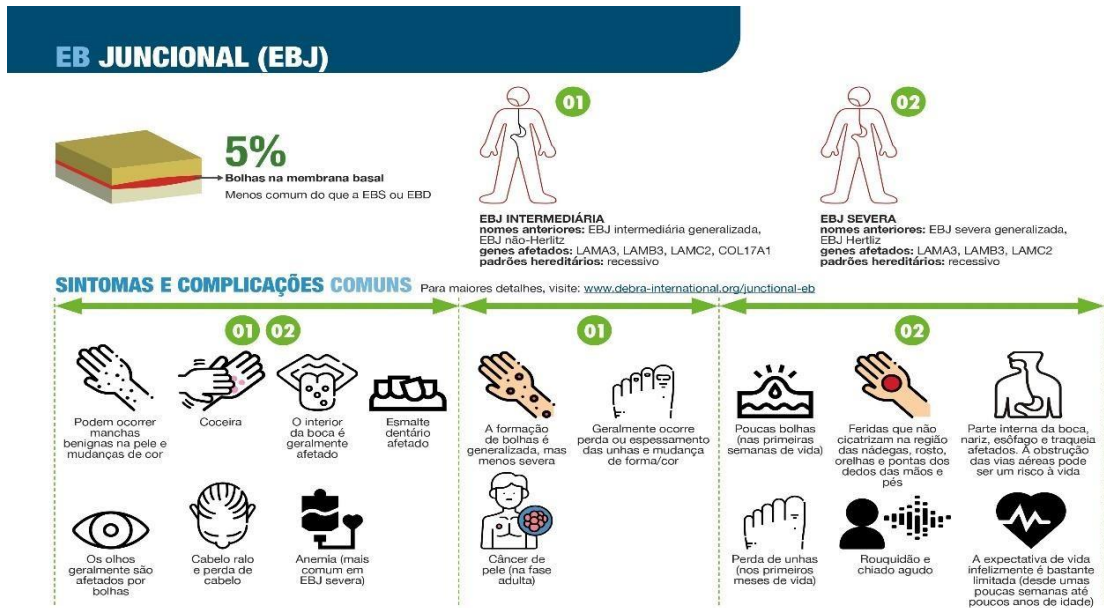 EB JUNCIONAL (EBJ)
5%
Bolhas na membrana basal
Menos comum do que a EBS ou EBD
01
EBJ INTERMEDIÁRIA
nomes anteriores: EBJ intermediária generalizada,
EBJ não-Herlitz
genes afetados: LAMA3, LAMB3, LAMC2, COL17A1
padrões hereditários: recessivo
02
EBJ SEVERA
nomes anteriores: EBJ severa generalizada,
EBJ Hertliz
genes afetados: LAMA3, LAMB3, LAMC2
padrões hereditários: recessivo
SINTOMAS E COMPLICAÇÕES COMUNS Para maiores detalhes, visite: www.debra-international.org/junctional-eb
01 02
Podem ocorrer
manchas
benignas na pele e
mudanças de cor
Coceira
O interior
da boca é
geralmente
afetado
Esmalte
dentário
afetado
Os olhos
geralmente são
afetados por
bolhas
Cabelo ralo
e perda de
cabelo
Anemia (mais
comum em
EBJ severa)
01
A formação
de bolhas é
generalizada, mas
menos severa
Geralmente ocorre
perda ou espessamento
das unhas e mudança
de forma/cor
Câncer de
pele (na fase
adulta)
02
Poucas bolhas
(nas primeiras
semanas de vida)
Feridas que não
cicatrizam na região
das nádegas, rosto,
orelhas e pontas dos
dedos das mãos e
pés
Parte interna da boca,
nariz, esôfago e traqueia
afetados. A obstrução
das vias aéreas pode
ser um risco à vida
Perda de unhas
(nos primeiros
meses de vida)
Rouquidão e
chiado agudo
A expectativa de vida
infelizmente é bastante
limitada (desde umas
poucas semanas até
poucos anos de idade)